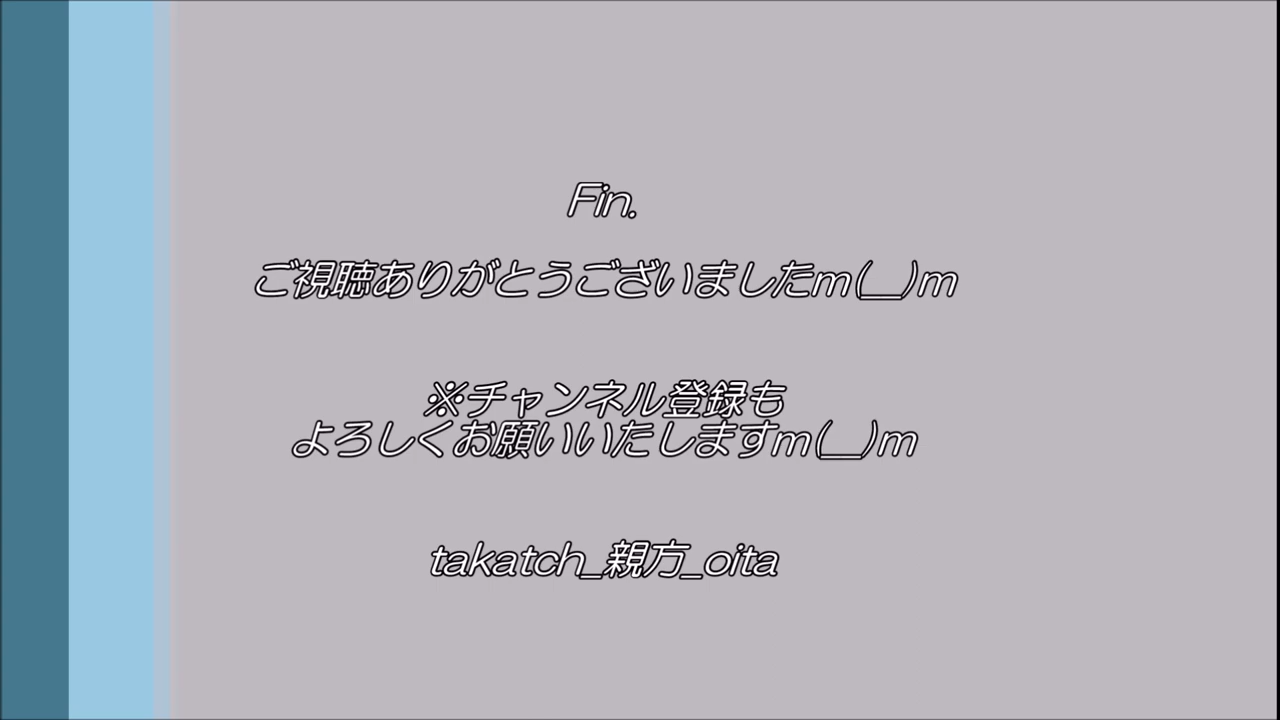 Fin.
ご視聴ありがとうございましたm(__)m
※チャンネル登録も
よろしくお願いいたしますm(__)m
takatch_親方_oita